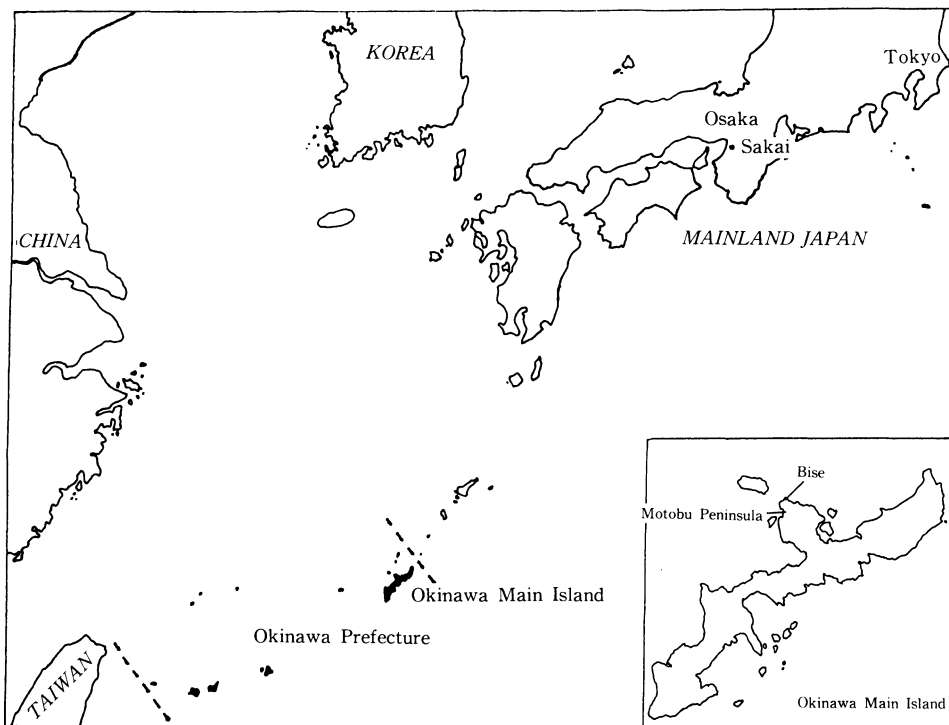 KOREA
Tokyo
Osaka
Sakai
CHINA
MAINLAND JAPAN
Bise
Motobu Peninsula
Okinawa Main Island
Okinawa Prefecture
TAIWAN
Okinawa Main Island